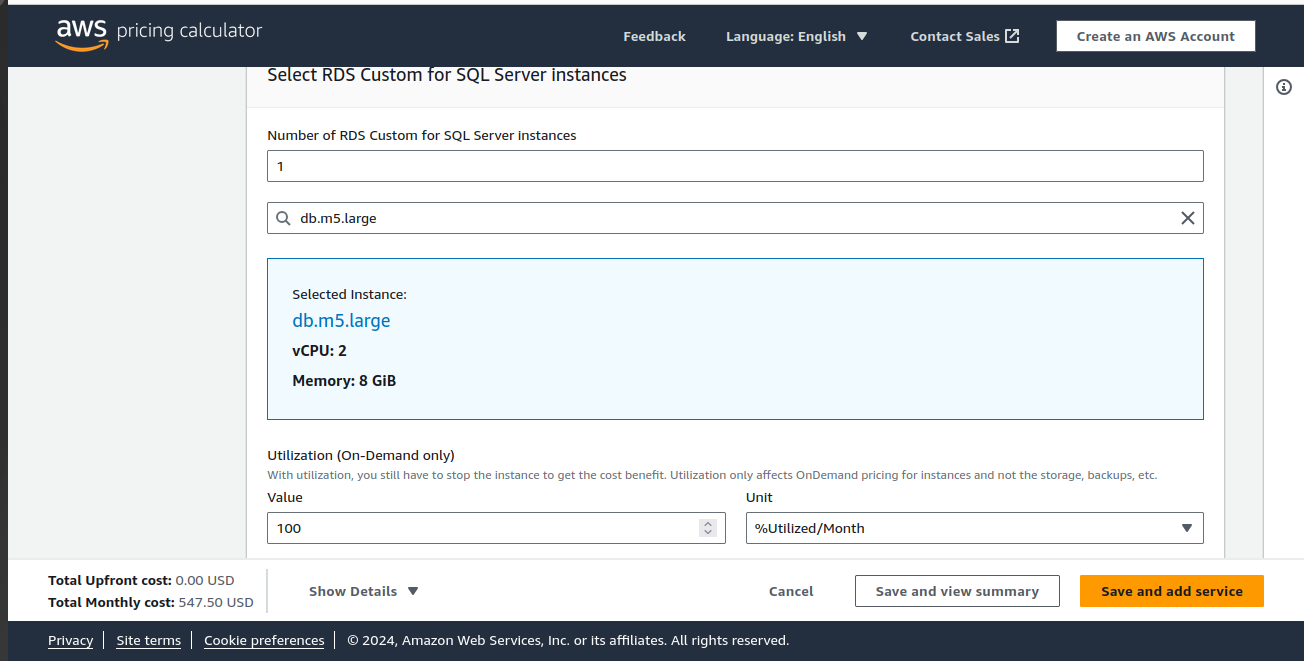 aws pricing calculator
Feedback Language: English Contact Sales Create an AWS Account
Select RDS Custom for SQL Server instances
Number of RDS Custom for SQL Server instances
1
db.m5.large
Selected Instance:
db.m5.large
vCPU: 2
Memory: 8 GiB
Utilization (On-Demand only)
With utilization, you still have to stop the instance to get the cost benefit. Utilization only affects OnDemand pricing for instances and not the storage, backups, etc.
Value Unit
100 %Utilized/Month
Total Upfront cost: 0.00 USD
Total Monthly cost: 547.50 USD
Show Details Cancel Save and view summary Save and add service
Privacy Site terms Cookie preferences © 2024, Amazon Web Services, Inc. or its affiliates. All rights reserved.